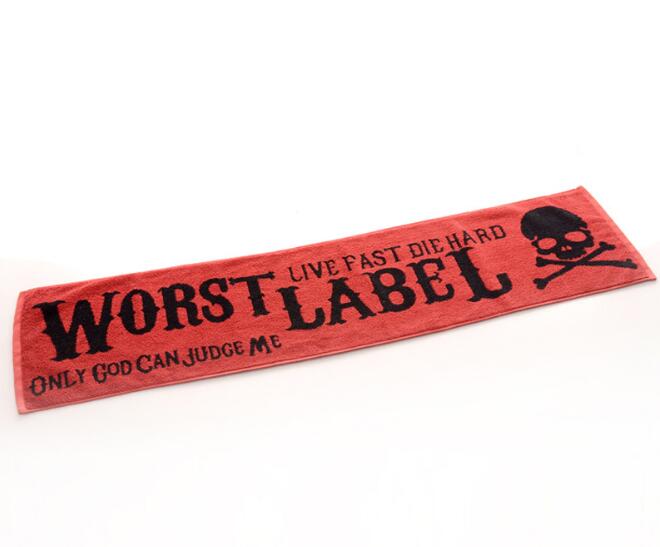 LIVE FAST DIE HARD
WORST LABEL
ONLY GOD CAN JUDGE ME